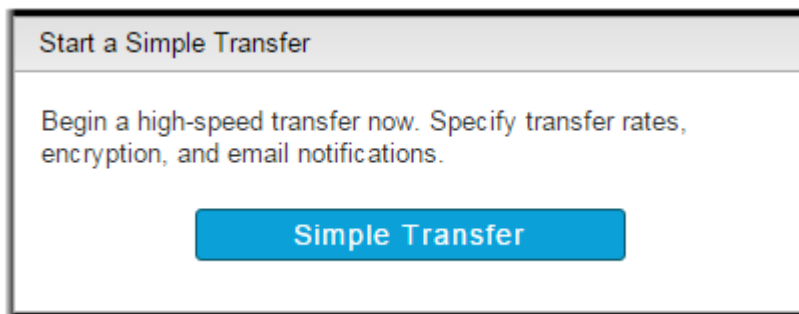 Start a Simple Transfer
Begin a high-speed transfer now. Specify transfer rates,
encryption, and email notifications.
Simple Transfer